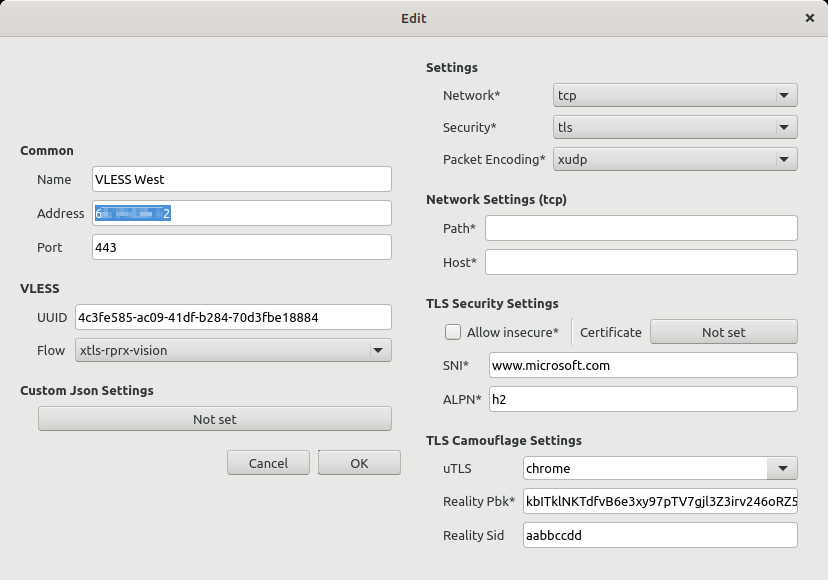 Edit
Common
Name VLESS West
Address
Port 443
VLESS
UUID 4c3fe585-ac09-41df-b284-70d3fbe18884
Flow xtls-rprx-vision
Custom Json Settings
Not set
Cancel OK
Settings
Network* tcp
Security* tls
Packet Encoding* xudp
Network Settings (tcp)
Path*
Host*
TLS Security Settings
Allow insecure* Certificate Not set
SNI* www.microsoft.com
ALPN* h2
TLS Camouflage Settings
uTLS chrome
Reality Pbk* kbITklNKTdfvB6e3xy97pTV7gjl3Z3irv246oRZ5
Reality Sid aabbccdd